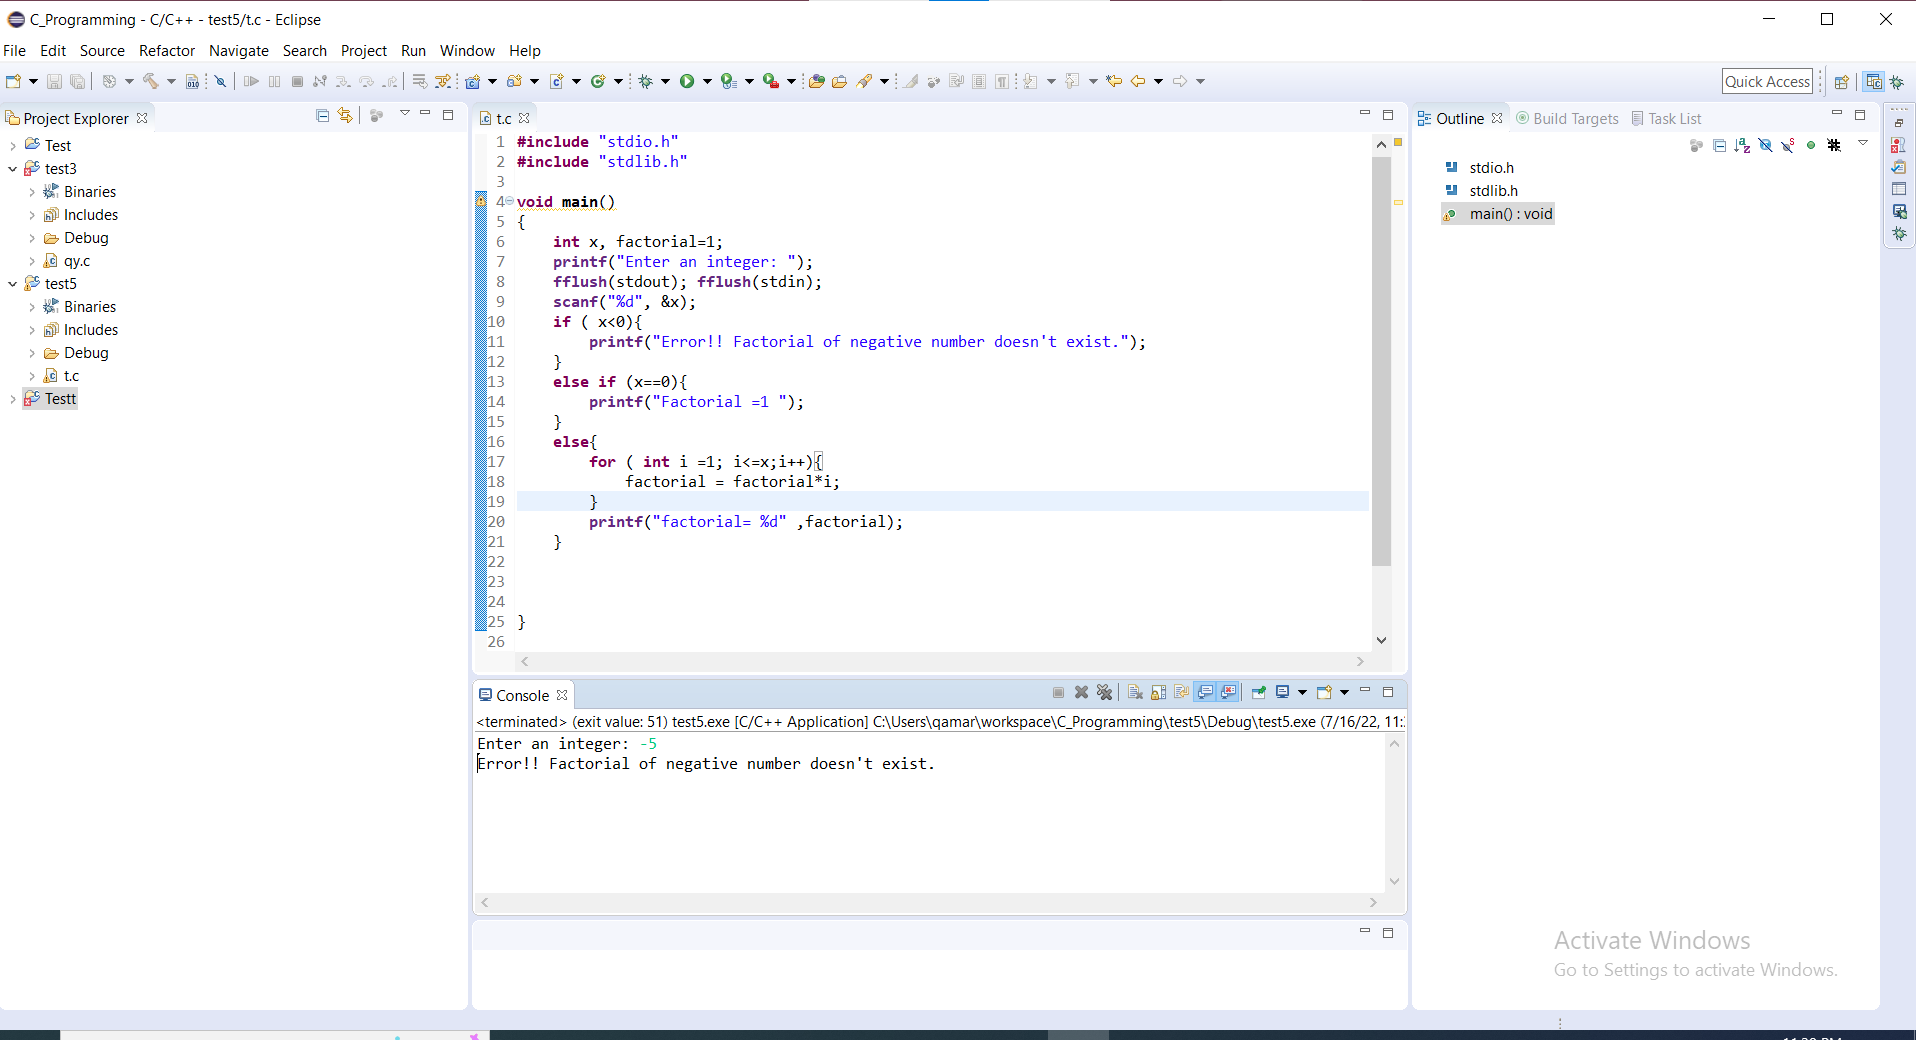 C_Programming - C/C++ - test5/t.c - Eclipse
File Edit Source Refactor Navigate Search Project Run Window Help
Quick Access
Project Explorer
Test
test3
Binaries
Includes
Debug
qy.c
test5
Binaries
Includes
Debug
t.c
Testt
t.c
1 #include "stdio.h"
2 #include "stdlib.h"
3
4 void main()
5 {
6 int x, factorial=1;
7 printf("Enter an integer: ");
8 fflush(stdout); fflush(stdin);
9 scanf("%d", &x);
10 if ( x<0){
11 printf("Error!! Factorial of negative number doesn't exist.");
12 }
13 else if (x==0){
14 printf("Factorial =1 ");
15 }
16 else{
17 for ( int i =1; i<=x;i++){
18 factorial = factorial*i;
19 }
20 printf("factorial= %d" ,factorial);
21 }
22
23
24
25 }
26
Console
<terminated> (exit value: 51) test5.exe [C/C++ Application] C:\Users\qamar\workspace\C_Programming\test5\Debug\test5.exe (7/16/22, 11:
Enter an integer: -5
Error!! Factorial of negative number doesn't exist.
Outline Build Targets Task List
stdio.h
stdlib.h
main() : void
Activate Windows
Go to Settings to activate Windows.